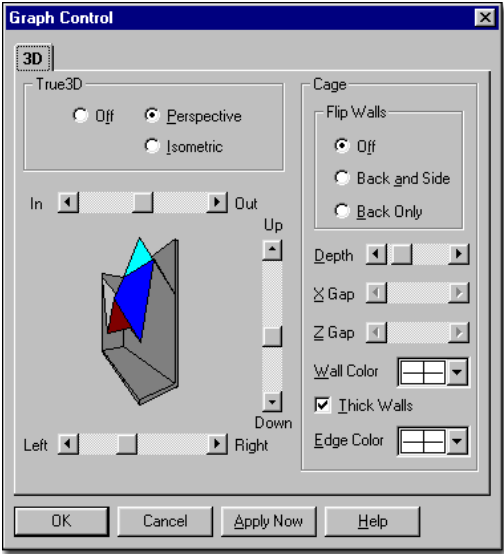 Graph Control
3D
True3D
Off
Perspective
Isometric
In
Out
Up
Down
Left
Right
Cage
Flip Walls
Off
Back and Side
Back Only
Depth
X Gap
Z Gap
Wall Color
Thick Walls
Edge Color
OK
Cancel
Apply Now
Help